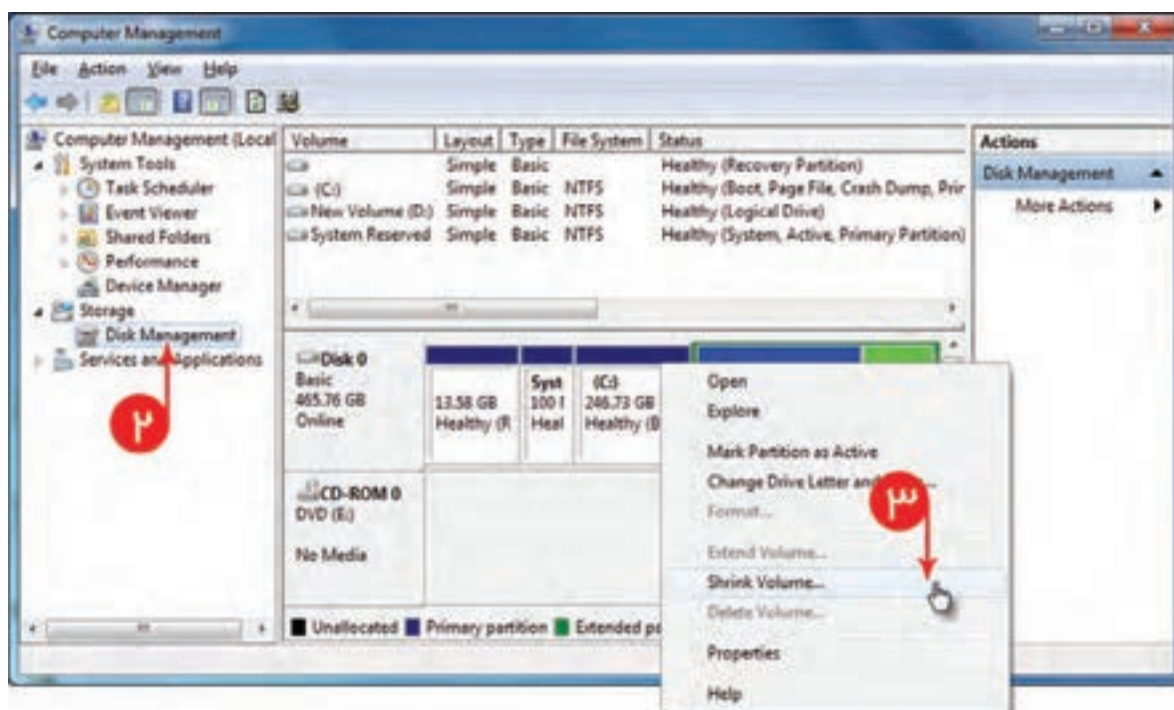 Computer Management
File Action View Help
Computer Management (Local
System Tools
Task Scheduler
Event Viewer
Shared Folders
Performance
Device Manager
Storage
Disk Management
Services and Applications
Volume Layout Type File System Status
Simple Basic Healthy (Recovery Partition)
(C:) Simple Basic NTFS Healthy (Boot, Page File, Crash Dump, Prir
New Volume (D:) Simple Basic NTFS Healthy (Logical Drive)
System Reserved Simple Basic NTFS Healthy (System, Active, Primary Partition)
Actions
Disk Management
More Actions
۲
Disk 0
Basic
465.76 GB
Online
13.58 GB
Healthy (R
Syst
100 
Heal
(C:)
246.73 GB
Healthy (B
CD-ROM 0
DVD (E:)
No Media
Unallocated Primary partition Extended pa
Open
Explore
Mark Partition as Active
Change Drive Letter and
Format...
Extend Volume...
Shrink Volume...
Delete Volume...
Properties
Help
۳